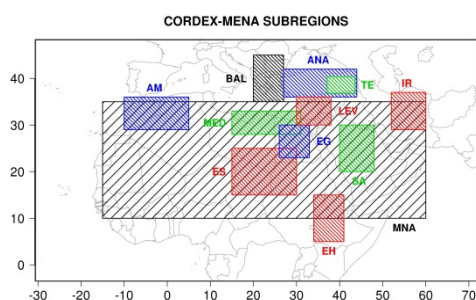 CORDEX-MENA SUBREGIONS
ANA
BAL
TE
IR
AM
40
LEV
MED
30
EG
ES
SA
20
10
MNA
EH
0
-30 -20 -10 0 10 20 30 40 50 60 70